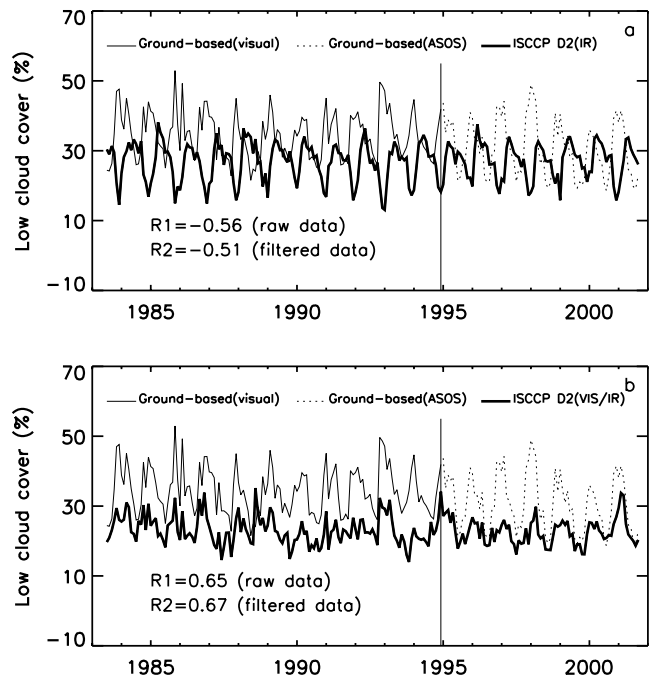 70
a
Ground-based(visual) Ground-based(ASOS) ISCCP D2(IR)
50
30
10
R1=-0.56 (raw data)
R2=-0.51 (filtered data)
-10
Low cloud cover (%)
1985 1990 1995 2000
70
b
Ground-based(visual) Ground-based(ASOS) ISCCP D2(VIS/IR)
50
30
10
R1=0.65 (raw data)
R2=0.67 (filtered data)
-10
Low cloud cover (%)
1985 1990 1995 2000